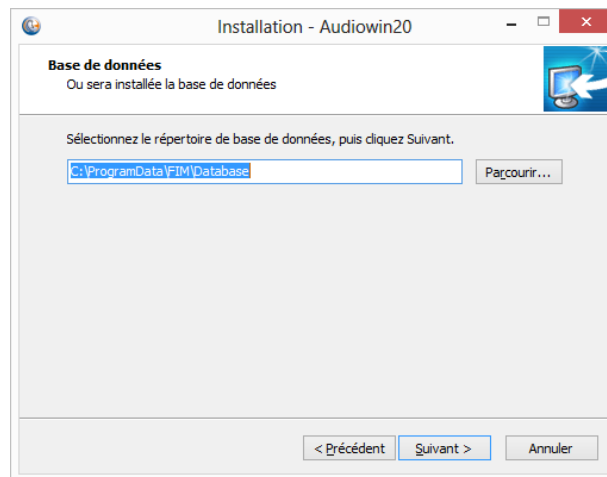 Installation - Audiowin20
Base de données
Ou sera installée la base de données
Sélectionnez le répertoire de base de données, puis cliquez Suivant.
C:\ProgramData\FIM\Database
Parcourir...
< Précédent
Suivant >
Annuler